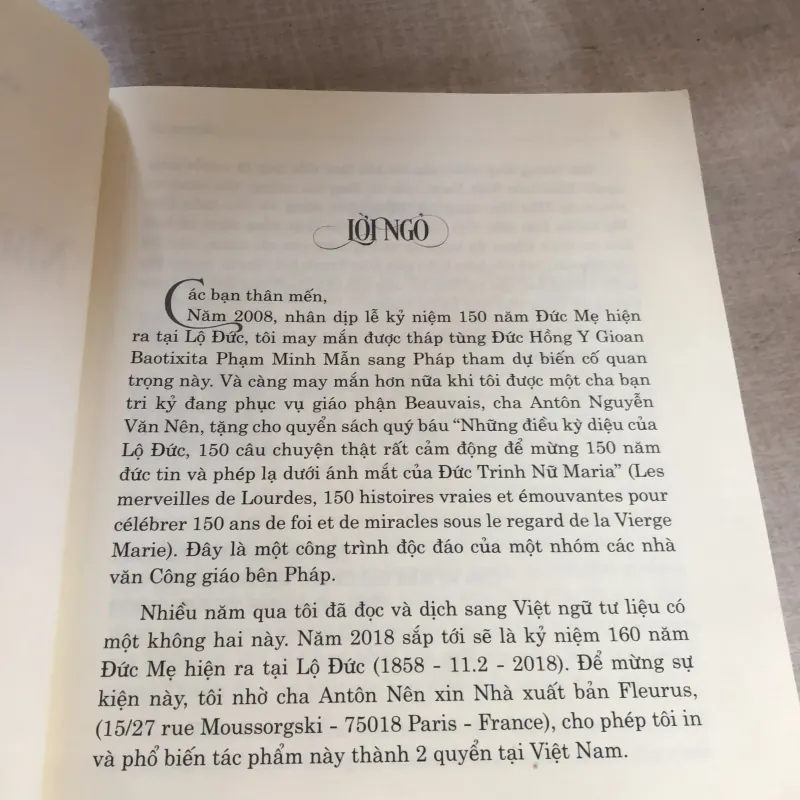 LỜI NGỎ
Các bạn thân mến,
Năm 2008, nhân dịp lễ kỷ niệm 150 năm Đức Mẹ hiện
ra tại Lộ Đức, tôi may mắn được tháp tùng Đức Hồng Y Gioan
Baotixita Phạm Minh Mẫn sang Pháp tham dự biến cố quan
trọng này. Và càng may mắn hơn nữa khi tôi được một cha bạn
tri kỷ đang phục vụ giáo phận Beauvais, cha Antôn Nguyễn
Văn Nên, tặng cho quyển sách quý báu “Những điều kỳ diệu của
Lộ Đức, 150 câu chuyện thật rất cảm động để mừng 150 năm
đức tin và phép lạ dưới ánh mắt của Đức Trinh Nữ Maria” (Les
merveilles de Lourdes, 150 histoires vraies et émouvantes pour
célébrer 150 ans de foi et de miracles sous le regard de la Vierge
Marie). Đây là một công trình độc đáo của một nhóm các nhà
văn Công giáo bên Pháp.
Nhiều năm qua tôi đã đọc và dịch sang Việt ngữ tư liệu có
một không hai này. Năm 2018 sắp tới sẽ là kỷ niệm 160 năm
Đức Mẹ hiện ra tại Lộ Đức (1858 - 11.2 - 2018). Để mừng sự
kiện này, tôi nhờ cha Antôn Nên xin Nhà xuất bản Fleurus,
(15/27 rue Moussorgski - 75018 Paris - France), cho phép tôi in
và phổ biến tác phẩm này thành 2 quyển tại Việt Nam.